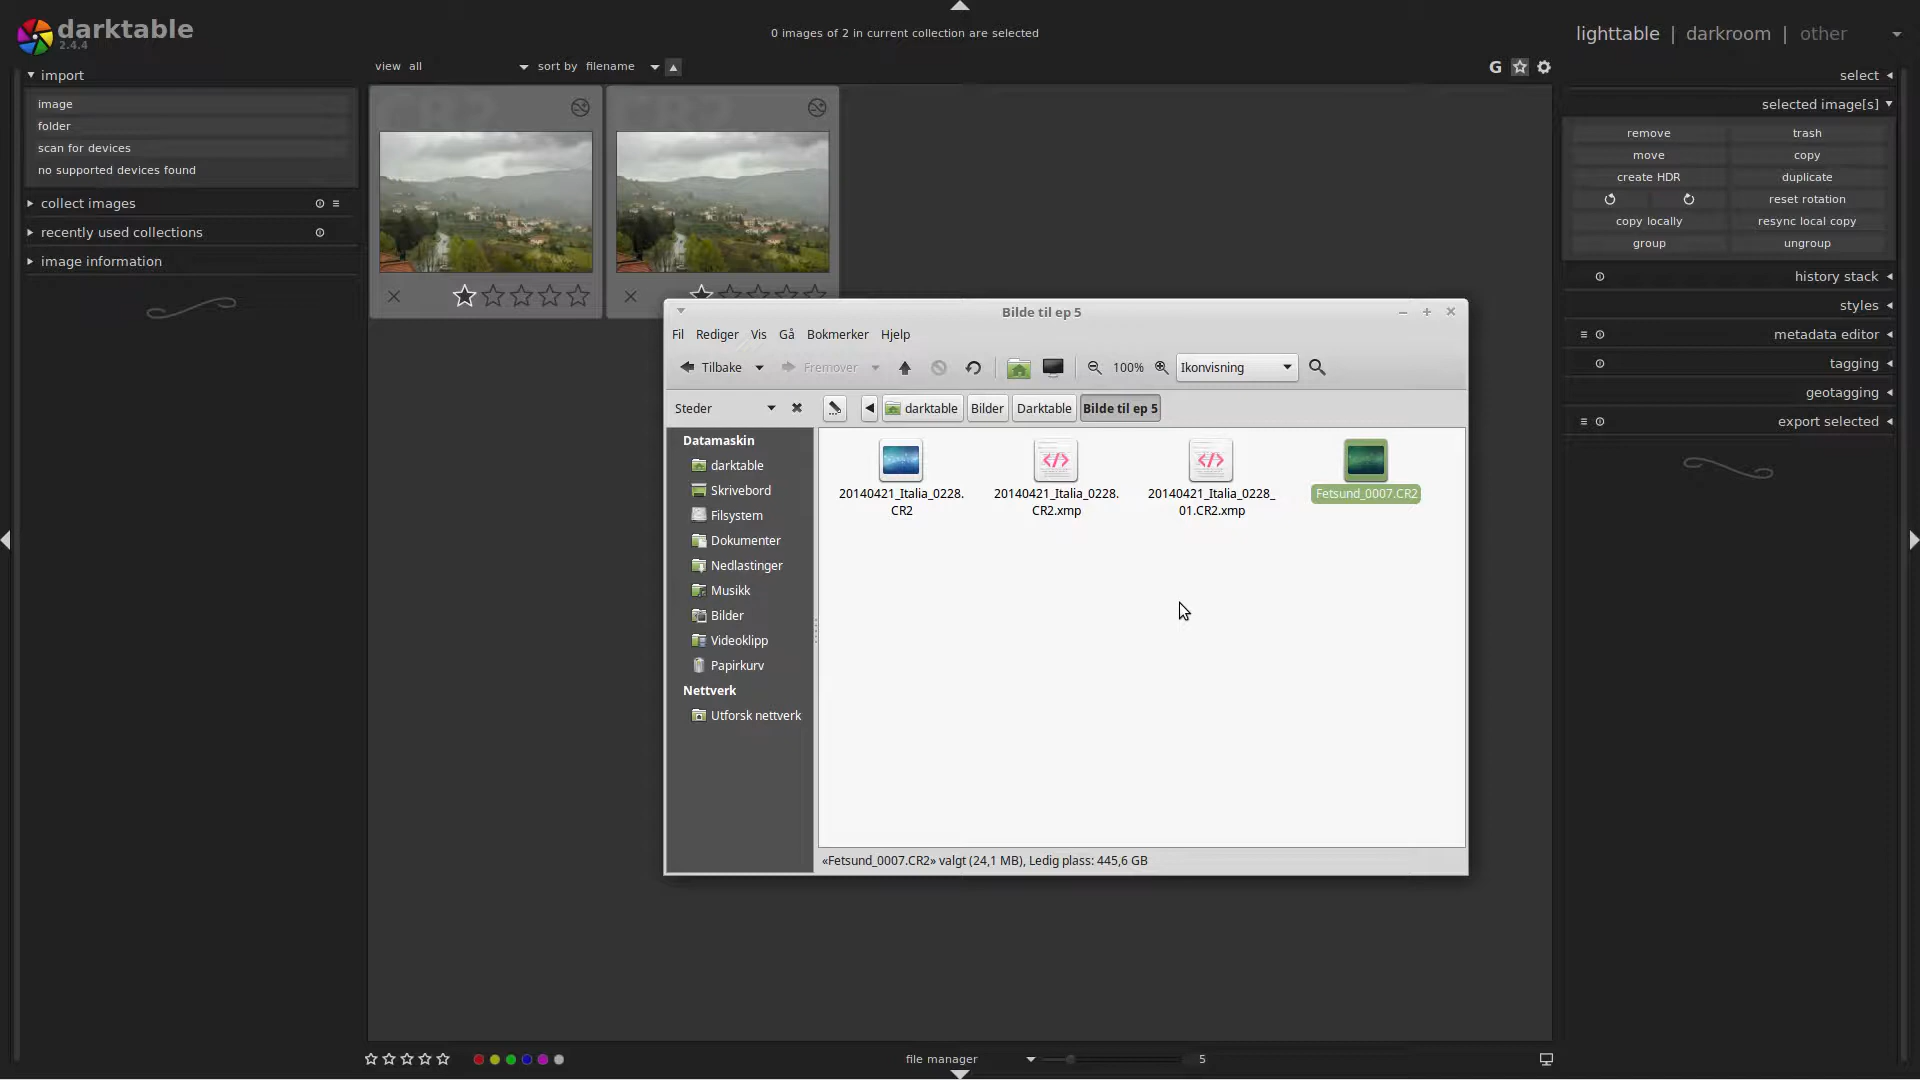 darktable
2.4.4
0 images of 2 in current collection are selected
lighttable | darkroom | other
import
image
folder
scan for devices
no supported devices found
collect images
recently used collections
image information
view all
sort by filename
G
CR2
CR2
select
selected image[s]
remove
trash
move
copy
create HDR
duplicate
reset rotation
copy locally
resync local copy
group
ungroup
history stack
styles
metadata editor
tagging
geotagging
export selected
Bilde til ep 5
Fil Rediger Vis Gå Bokmerker Hjelp
Tilbake
Fremover
100%
Ikonvisning
Steder
darktable
Bilder
Darktable
Bilde til ep 5
Datamaskin
darktable
Skrivebord
Filsystem
Dokumenter
Nedlastinger
Musikk
Bilder
Videoklipp
Papirkurv
Nettverk
Utforsk nettverk
20140421_Italia_0228.
CR2
20140421_Italia_0228.
CR2.xmp
20140421_Italia_0228_
01.CR2.xmp
Fetsund_0007.CR2
«Fetsund_0007.CR2» valgt (24,1 MB), Ledig plass: 445,6 GB
file manager
5